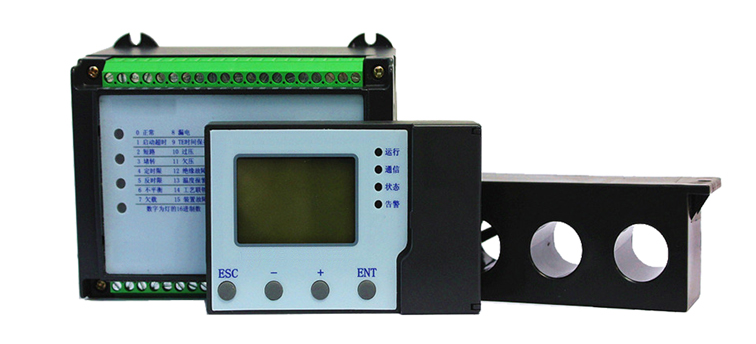 0 正常 8 漏电
1 启动超时 9 TE时间保
2 短路 10 过压
3 堵转 11 欠压
4 定时限 12 绝缘故障
5 反时限 13 温度保
6 不平衡 14 工艺联
7 欠载 15 装置故
数字为灯的16进制数
运行
通信
状态
告警
ESC − + ENT